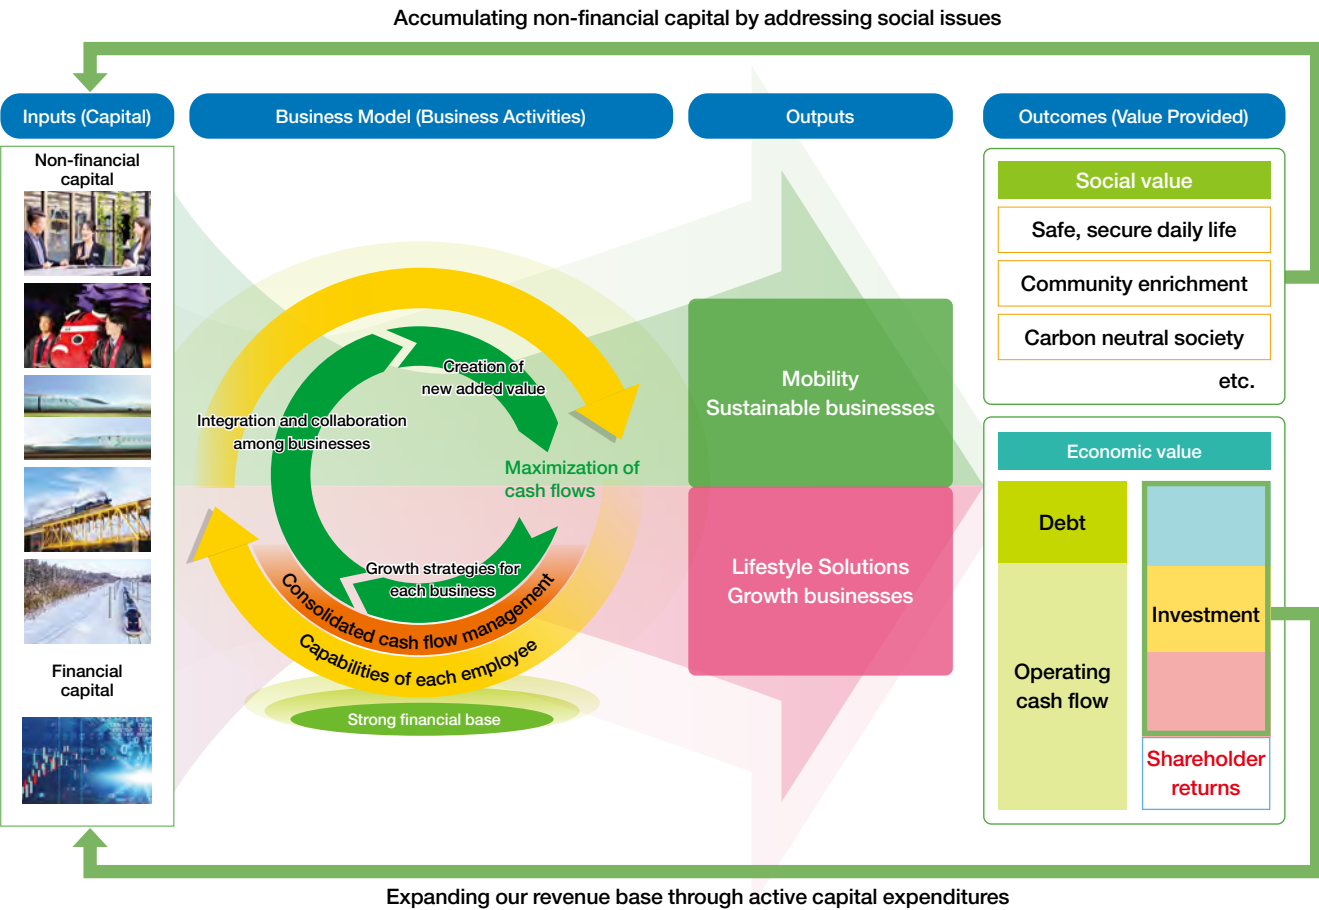 Accumulating non-financial capital by addressing social issues
Inputs (Capital)
Business Model (Business Activities)
Outputs
Outcomes (Value Provided)
Non-financial
capital
Financial
capital
Creation of
new added value
Integration and collaboration
among businesses
Maximization of
cash flows
Growth strategies for
each business
Consolidated cash flow management
Capabilities of each employee
Strong financial base
Mobility
Sustainable businesses
Lifestyle Solutions
Growth businesses
Social value
Safe, secure daily life
Community enrichment
Carbon neutral society
etc.
Economic value
Debt
Operating
cash flow
Investment
Shareholder
returns
Expanding our revenue base through active capital expenditures